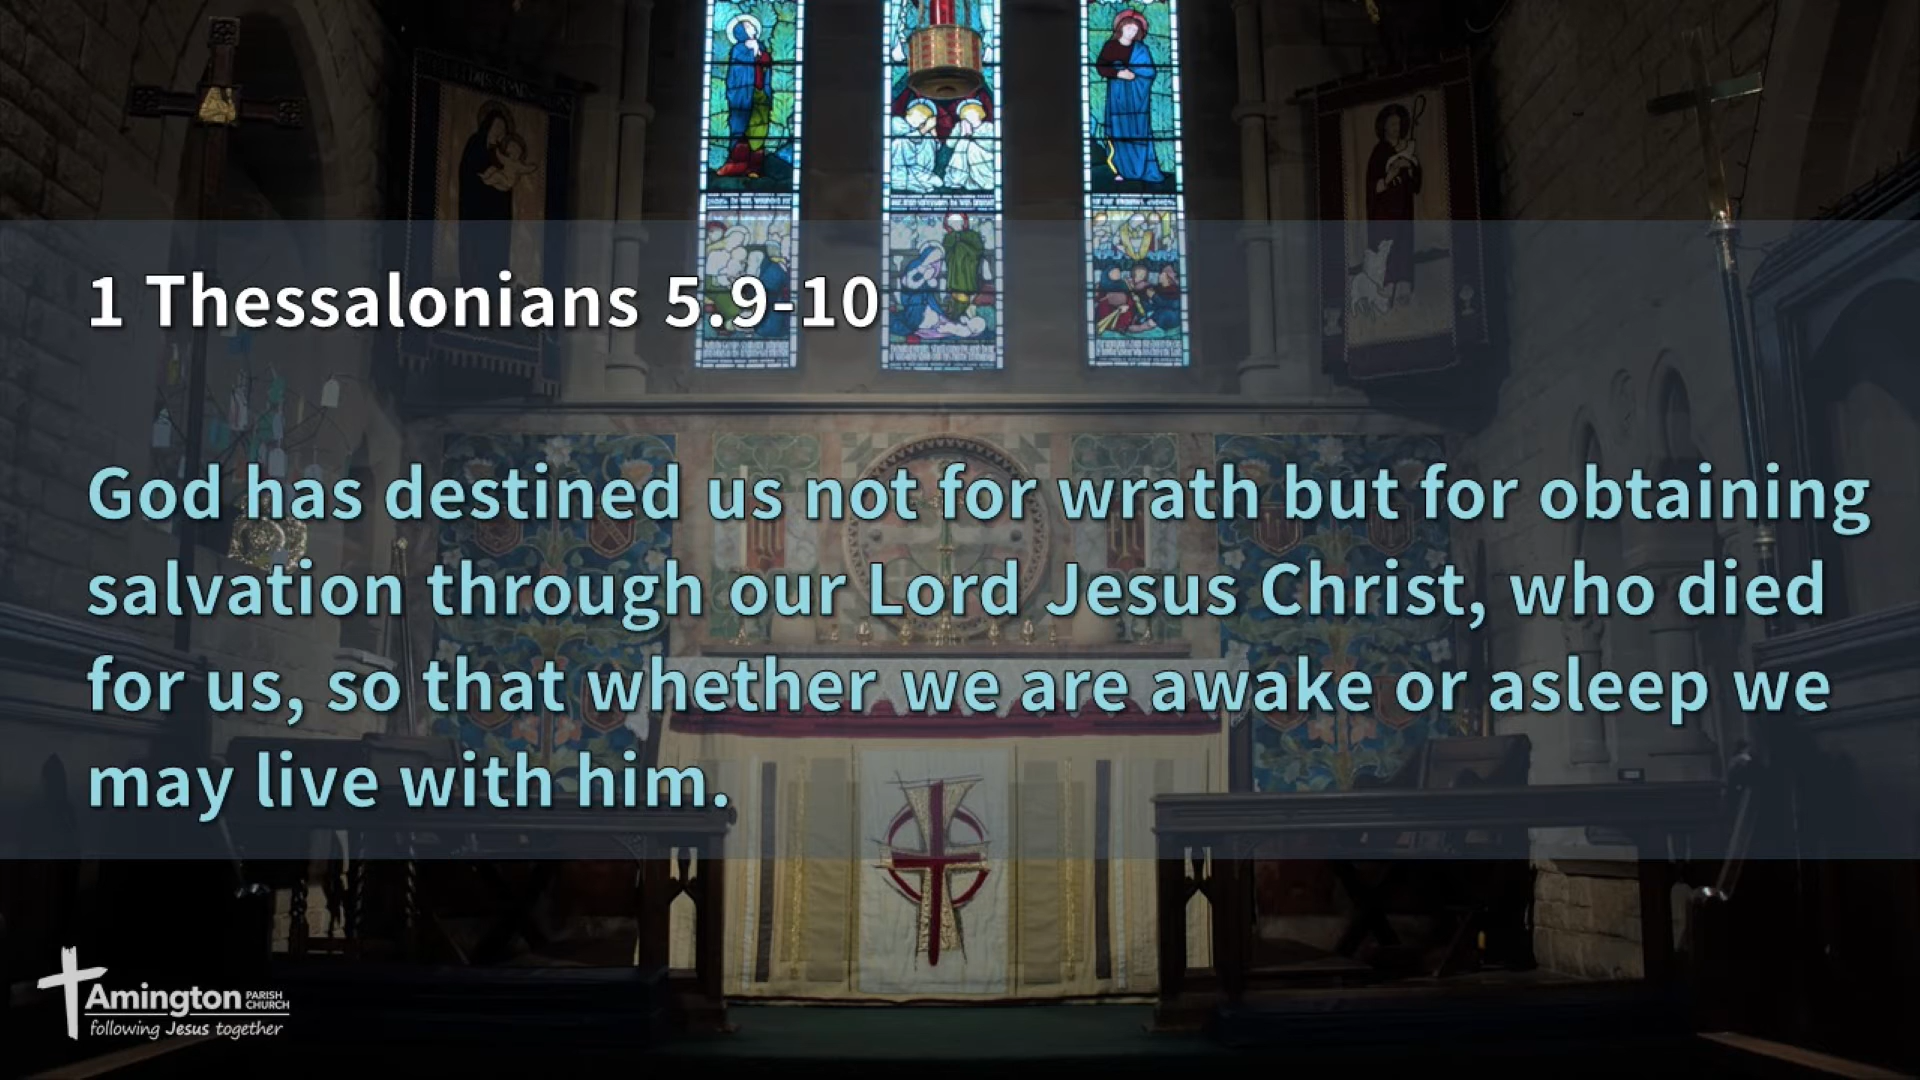 1 Thessalonians 5.9-10
God has destined us not for wrath but for obtaining
salvation through our Lord Jesus Christ, who died
for us, so that whether we are awake or asleep we
may live with him.
Amington PARISH CHURCH
following Jesus together